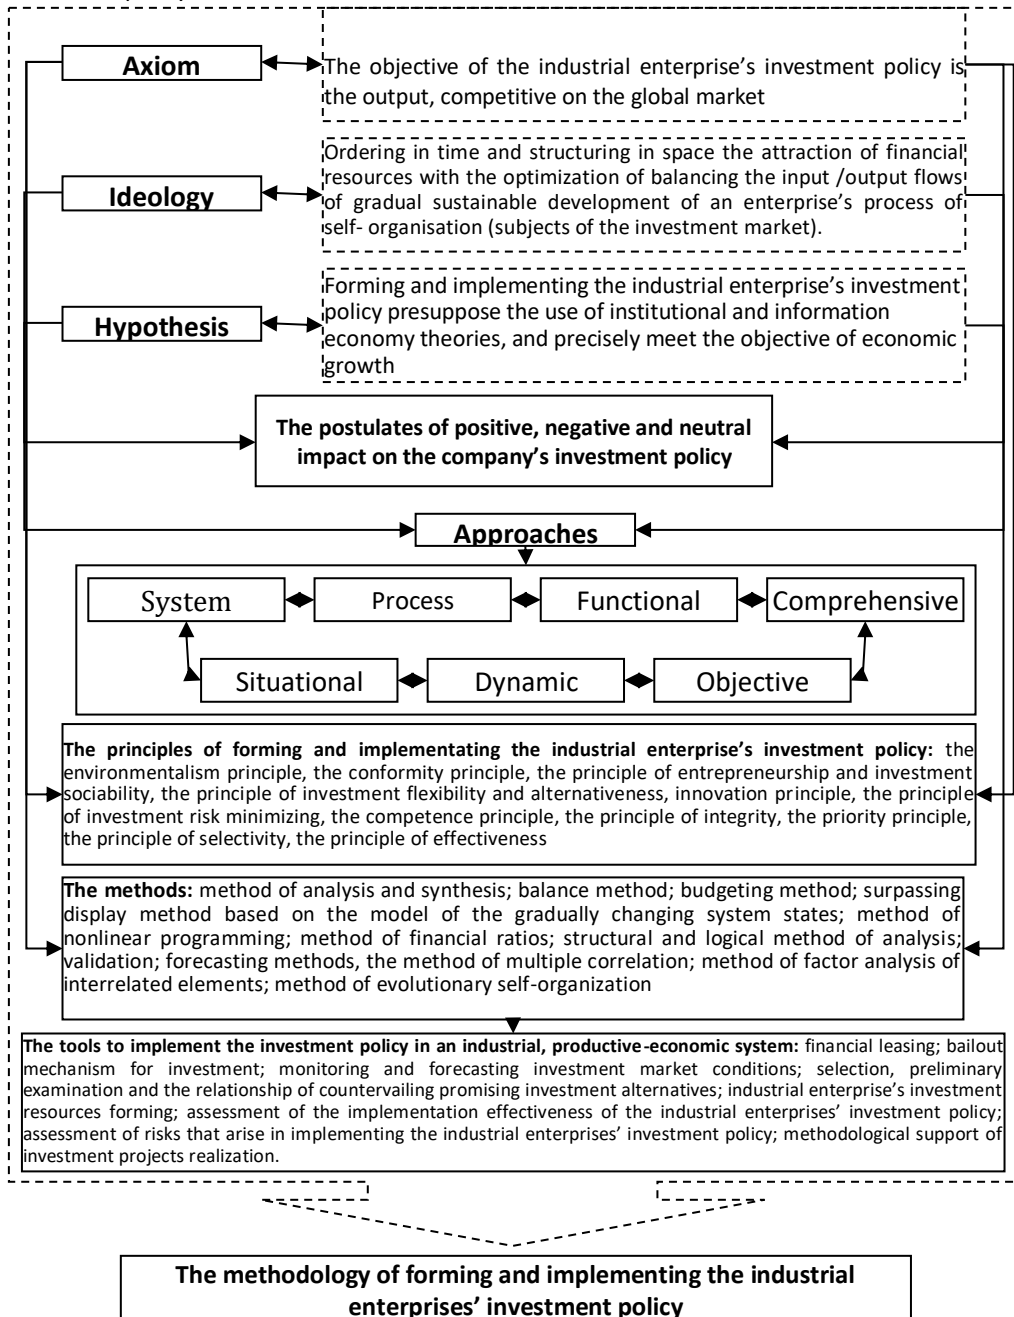 Axiom
The objective of the industrial enterprise’s investment policy is
the output, competitive on the global market
Ideology
Ordering in time and structuring in space the attraction of financial
resources with the optimization of balancing the input /output flows
of gradual sustainable development of an enterprise’s process of
self- organisation (subjects of the investment market).
Hypothesis
Forming and implementing the industrial enterprise’s investment
policy presuppose the use of institutional and information
economy theories, and precisely meet the objective of economic
growth
The postulates of positive, negative and neutral
impact on the company’s investment policy
Approaches
System
Process
Functional
Comprehensive
Situational
Dynamic
Objective
The principles of forming and implementating the industrial enterprise’s investment policy: the
environmentalism principle, the conformity principle, the principle of entrepreneurship and investment
sociability, the principle of investment flexibility and alternativeness, innovation principle, the principle
of investment risk minimizing, the competence principle, the principle of integrity, the priority principle,
the principle of selectivity, the principle of effectiveness
The methods: method of analysis and synthesis; balance method; budgeting method; surpassing
display method based on the model of the gradually changing system states; method of
nonlinear programming; method of financial ratios; structural and logical method of analysis;
validation; forecasting methods, the method of multiple correlation; method of factor analysis of
interrelated elements; method of evolutionary self-organization
The tools to implement the investment policy in an industrial, productive-economic system: financial leasing; bailout
mechanism for investment; monitoring and forecasting investment market conditions; selection, preliminary
examination and the relationship of countervailing promising investment alternatives; industrial enterprise’s investment
resources forming; assessment of the implementation effectiveness of the industrial enterprises’ investment policy;
assessment of risks that arise in implementing the industrial enterprises’ investment policy; methodological support of
investment projects realization.
The methodology of forming and implementing the industrial
enterprises’ investment policy